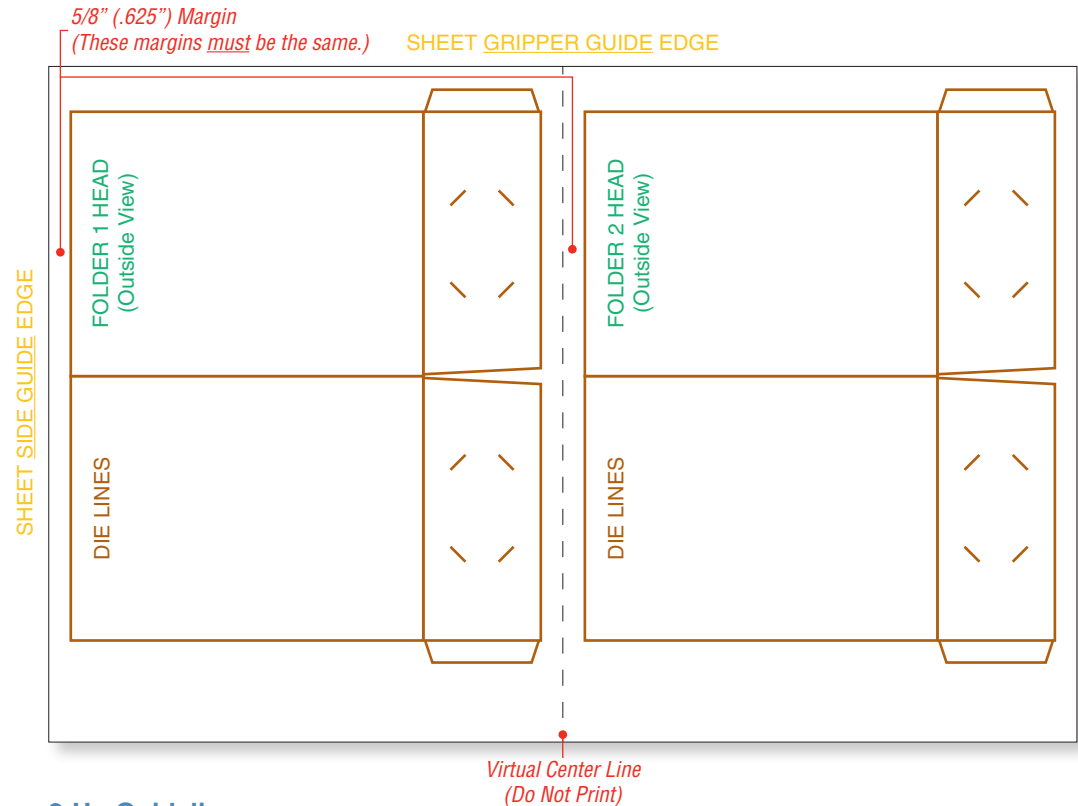 5/8” (.625”) Margin
(These margins must be the same.)
SHEET GRIPPER GUIDE EDGE
SHEET SIDE GUIDE EDGE
FOLDER 1 HEAD
(Outside View)
FOLDER 2 HEAD
(Outside View)
DIE LINES
DIE LINES
Virtual Center Line
(Do Not Print)